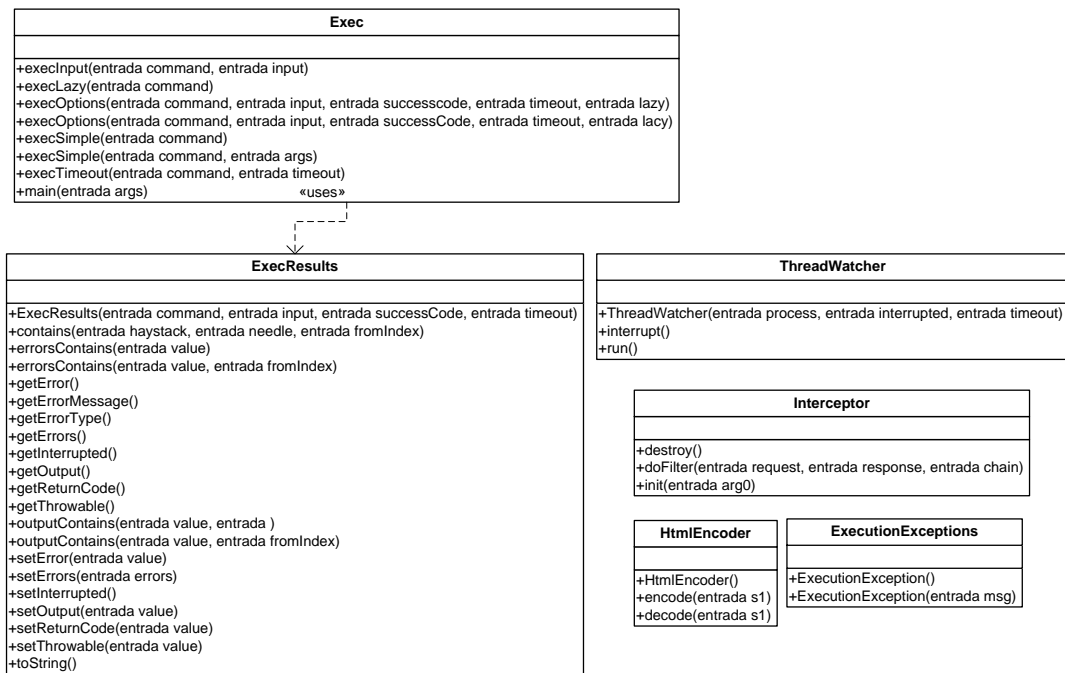 Exec
+execInput(entrada command, entrada input)
+execLazy(entrada command)
+execOptions(entrada command, entrada input, entrada successcode, entrada timeout, entrada lazy)
+execOptions(entrada command, entrada input, entrada successCode, entrada timeout, entrada lacy)
+execSimple(entrada command)
+execSimple(entrada command, entrada args)
+execTimeout(entrada command, entrada timeout)
+main(entrada args)
«uses»
ExecResults
+ExecResults(entrada command, entrada input, entrada successCode, entrada timeout)
+contains(entrada haystack, entrada needle, entrada fromIndex)
+errorsContains(entrada value)
+errorsContains(entrada value, entrada fromIndex)
+getError()
+getErrorMessage()
+getErrorType()
+getErrors()
+getInterrupted()
+getOutput()
+getReturnCode()
+getThrowable()
+outputContains(entrada value, entrada )
+outputContains(entrada value, entrada fromIndex)
+setError(entrada value)
+setErrors(entrada errors)
+setInterrupted()
+setOutput(entrada value)
+setReturnCode(entrada value)
+setThrowable(entrada value)
+toString()
ThreadWatcher
+ThreadWatcher(entrada process, entrada interrupted, entrada timeout)
+interrupt()
+run()
Interceptor
+destroy()
+doFilter(entrada request, entrada response, entrada chain)
+init(entrada arg0)
HtmlEncoder
+HtmlEncoder()
+encode(entrada s1)
+decode(entrada s1)
ExecutionExceptions
+ExecutionException()
+ExecutionException(entrada msg)